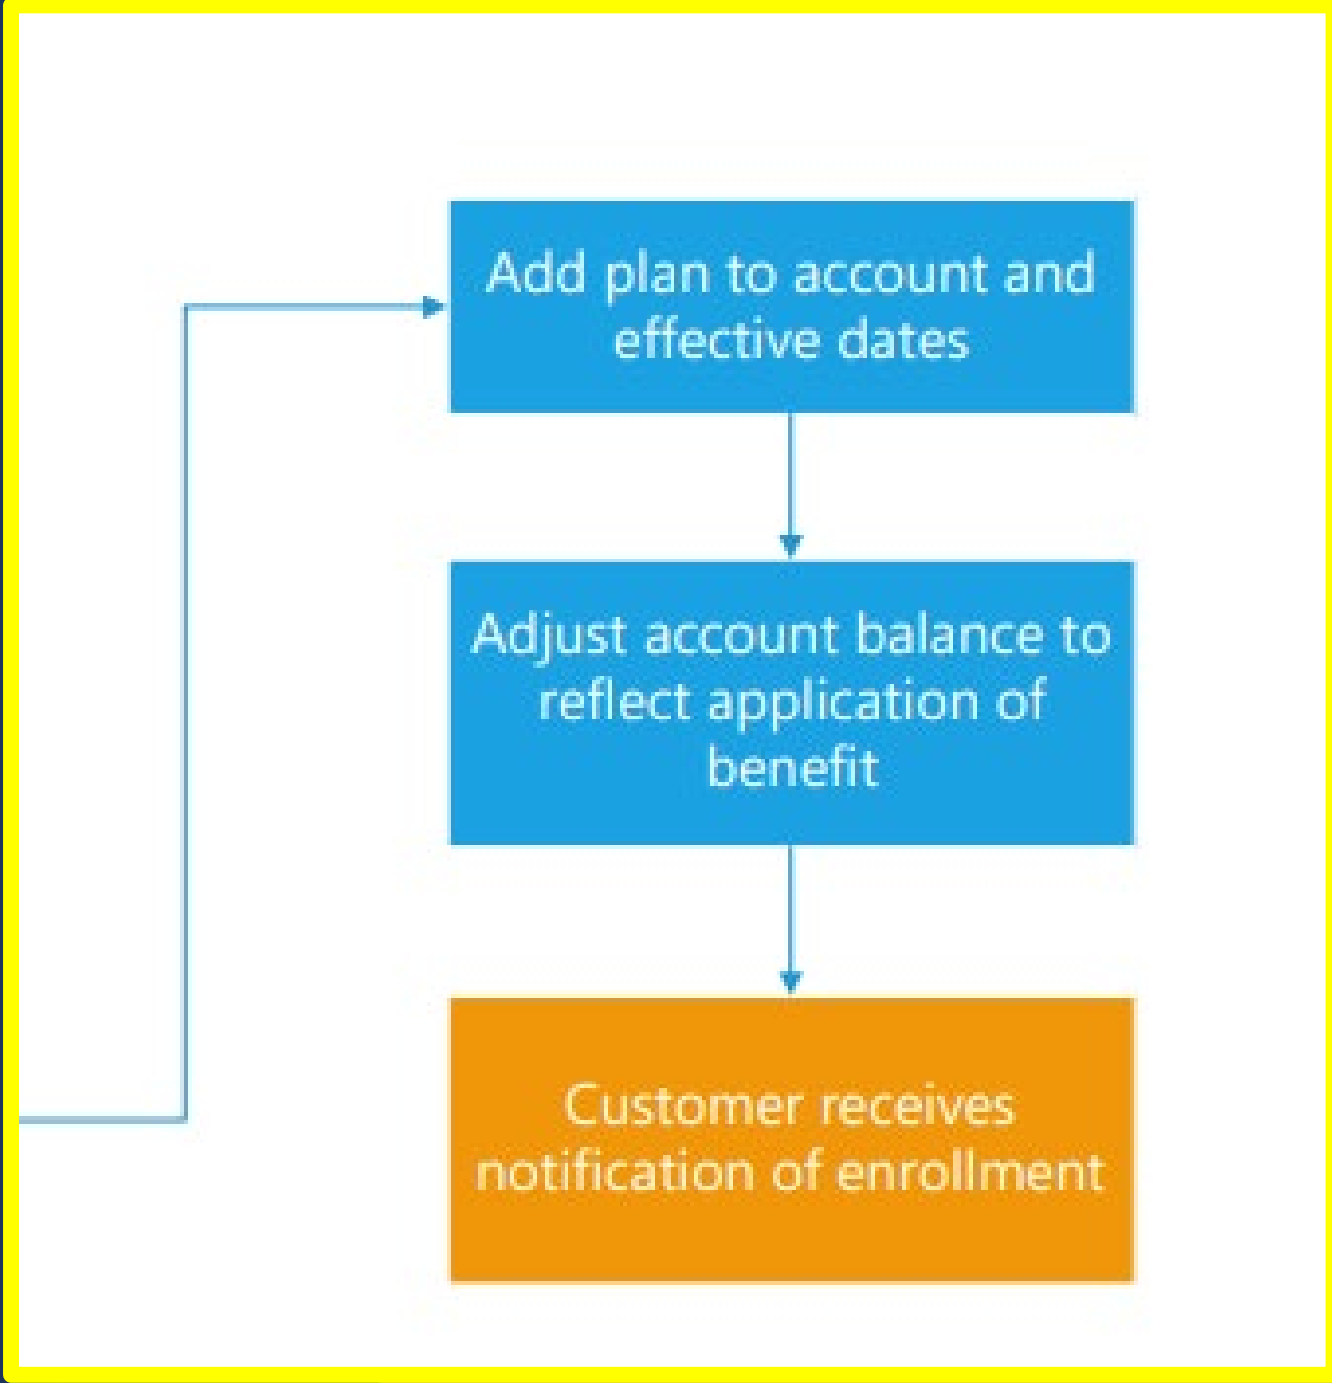 Add plan to account and
effective dates
Adjust account balance to
reflect application of
benefit
Customer receives
notification of enrollment